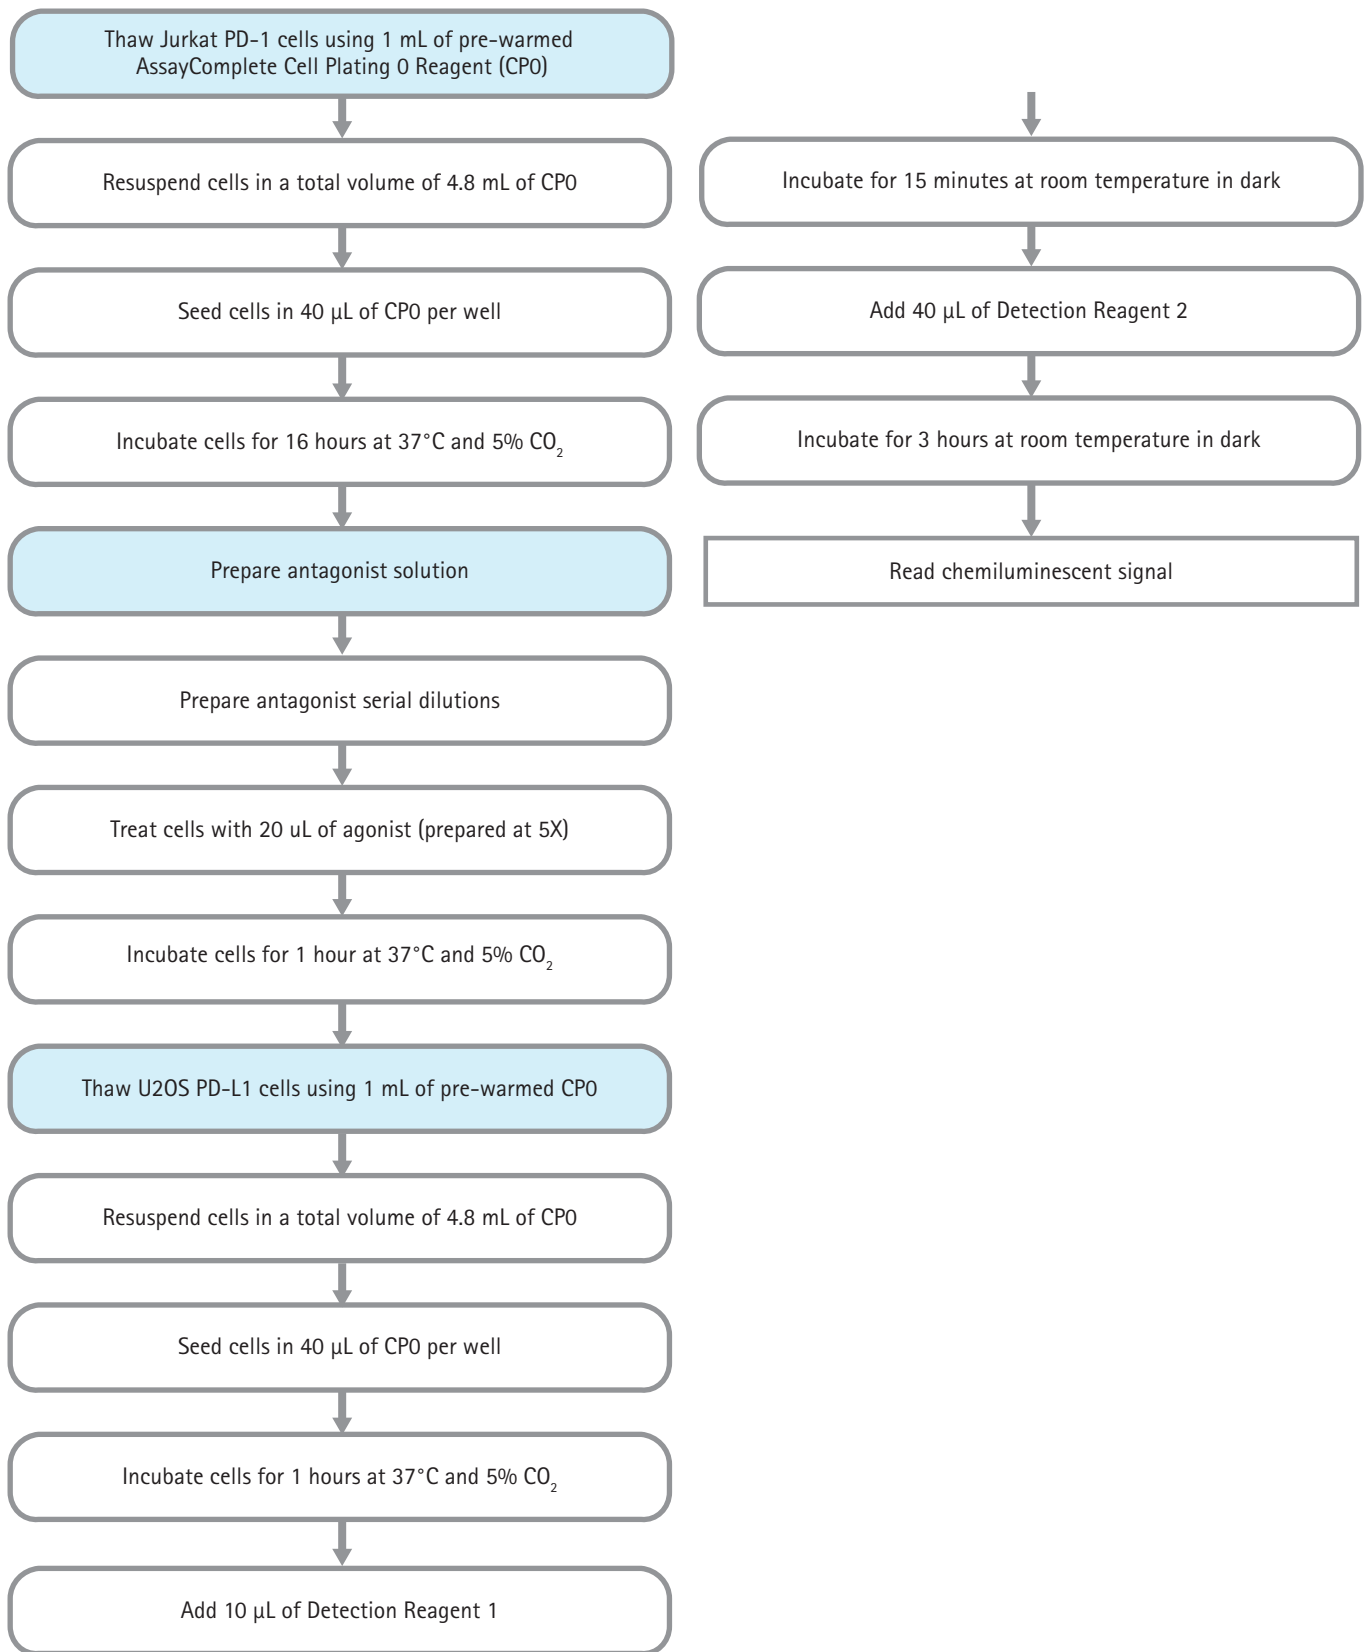 Thaw Jurkat PD-1 cells using 1 mL of pre-warmed
AssayComplete Cell Plating 0 Reagent (CP0)
Resuspend cells in a total volume of 4.8 mL of CP0
Seed cells in 40 µL of CP0 per well
Incubate cells for 16 hours at 37°C and 5% CO₂
Prepare antagonist solution
Prepare antagonist serial dilutions
Treat cells with 20 uL of agonist (prepared at 5X)
Incubate cells for 1 hour at 37°C and 5% CO₂
Thaw U2OS PD-L1 cells using 1 mL of pre-warmed CP0
Resuspend cells in a total volume of 4.8 mL of CP0
Seed cells in 40 µL of CP0 per well
Incubate cells for 1 hours at 37°C and 5% CO₂
Add 10 µL of Detection Reagent 1
Incubate for 15 minutes at room temperature in dark
Add 40 µL of Detection Reagent 2
Incubate for 3 hours at room temperature in dark
Read chemiluminescent signal